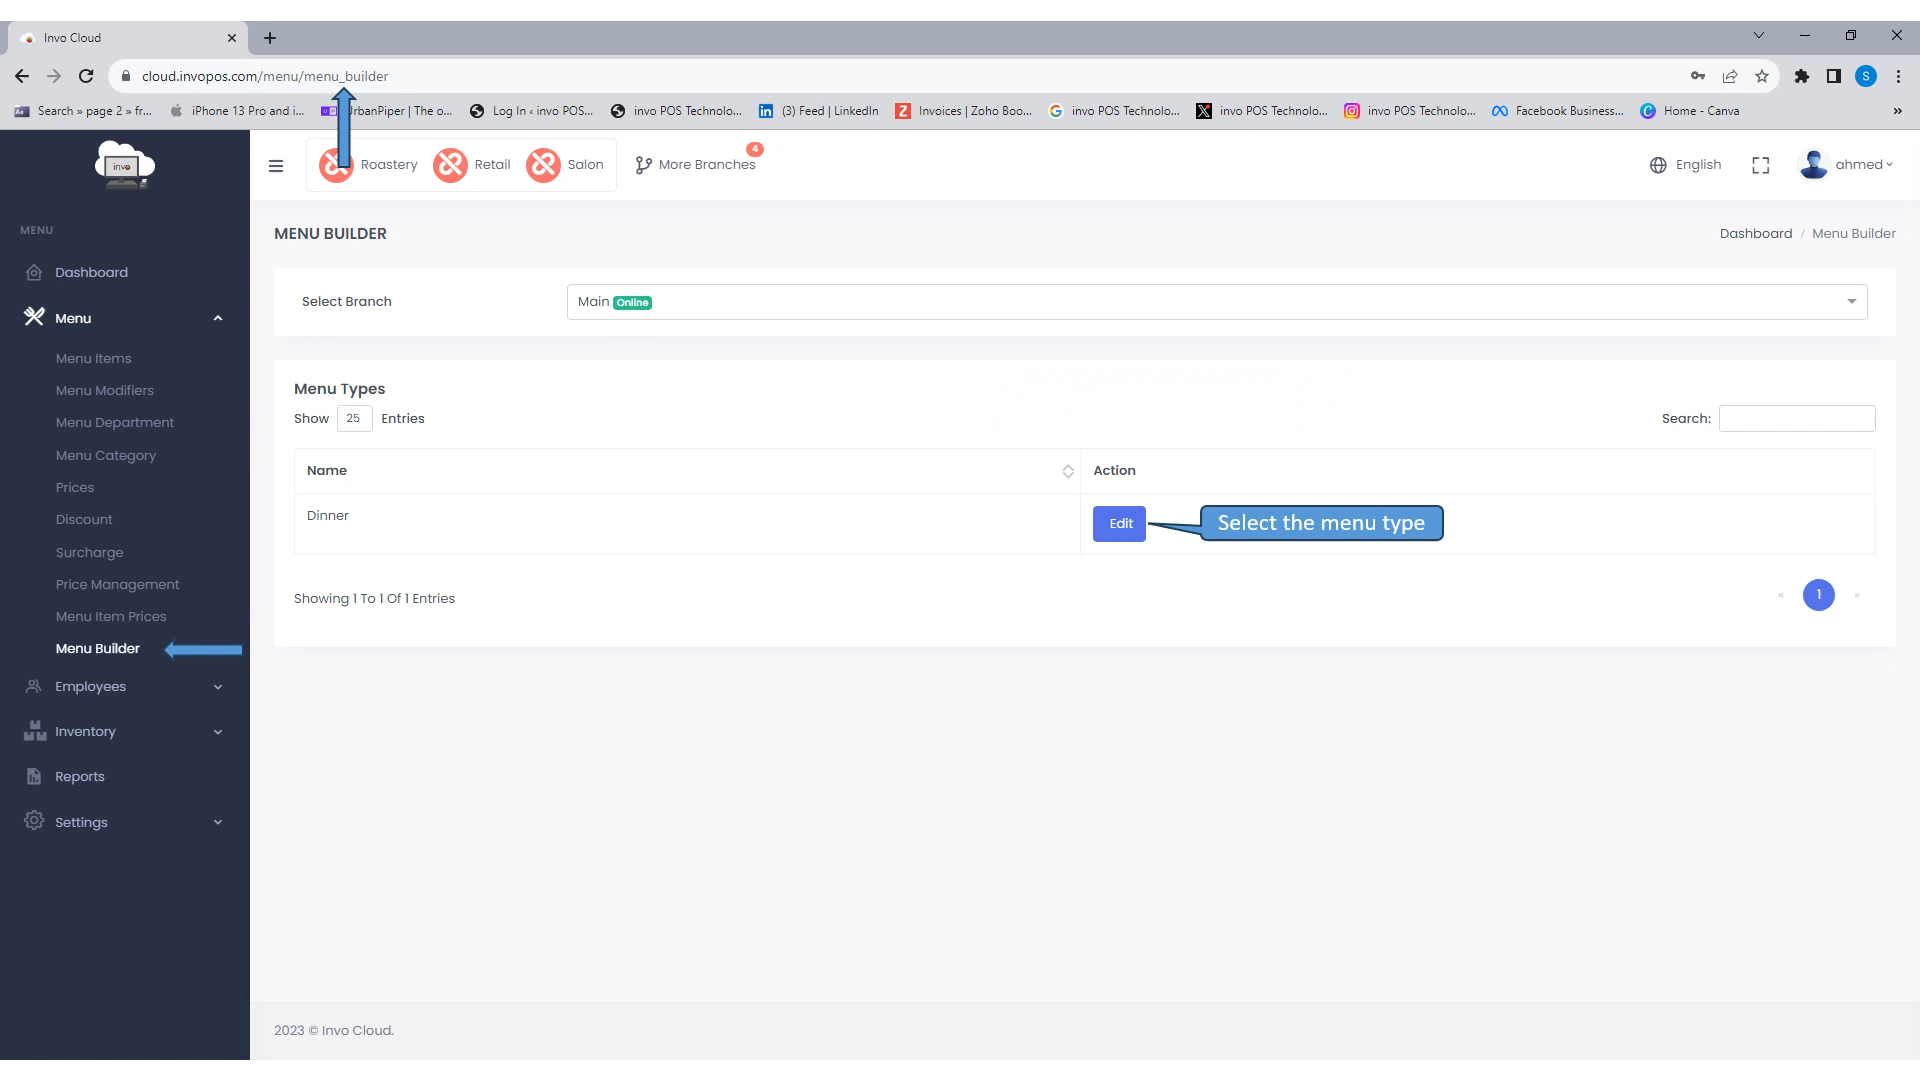 Invo Cloud
cloud.invopos.com/menu/menu_builder
S
Search » page 2 » fr...
iPhone 13 Pro and i...
UrbanPiper | The o...
Log In ‹ invo POS...
invo POS Technolo...
(3) Feed | LinkedIn
Invoices | Zoho Boo...
invo POS Technolo...
invo POS Technolo...
invo POS Technolo...
Facebook Business...
Home - Canva
»
invo
Roastery
Retail
Salon
More Branches
4
English
ahmed
MENU
Dashboard
Menu
Menu Items
Menu Modifiers
Menu Department
Menu Category
Prices
Discount
Surcharge
Price Management
Menu Item Prices
Menu Builder
Employees
Inventory
Reports
Settings
MENU BUILDER
Dashboard / Menu Builder
Select Branch
Main Online
Menu Types
Show 25 Entries
Search:
Name
Action
Dinner
Edit
Select the menu type
Showing 1 To 1 Of 1 Entries
« 1 »
2023 © Invo Cloud.